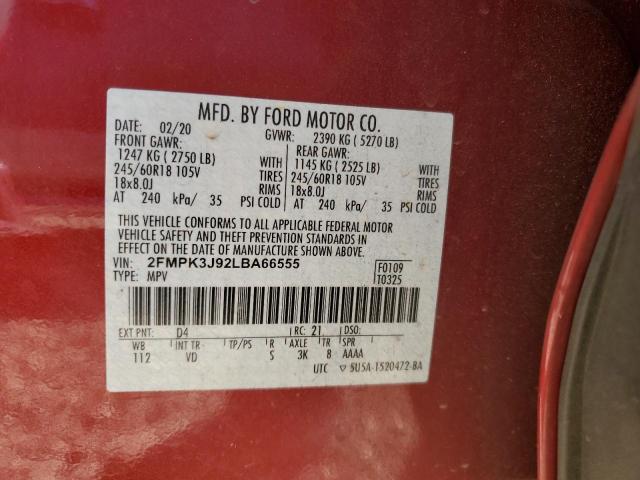 MFD. BY FORD MOTOR CO.
DATE: 02/20 GVWR: 2390 KG ( 5270 LB)
FRONT GAWR: REAR GAWR:
1247 KG ( 2750 LB) WITH 1145 KG ( 2525 LB) WITH
245/60R18 105V TIRES 245/60R18 105V TIRES
18x8.0J RIMS 18x8.0J RIMS
AT 240 kPa/ 35 PSI COLD AT 240 kPa/ 35 PSI COLD
THIS VEHICLE CONFORMS TO ALL APPLICABLE FEDERAL MOTOR
VEHICLE SAFETY AND THEFT PREVENTION STANDARDS IN
EFFECT ON THE DATE OF MANUFACTURE SHOWN ABOVE.
VIN: 2FMPK3J92LBA66555 F0109
TYPE: MPV T0325
EXT PNT: D4 RC: 21 DSO:
WB INT TR TP/PS R AXLE TR SPR
112 VD S 3K 8 AAAA
UTC ▽ 5U5A-1520472-BA